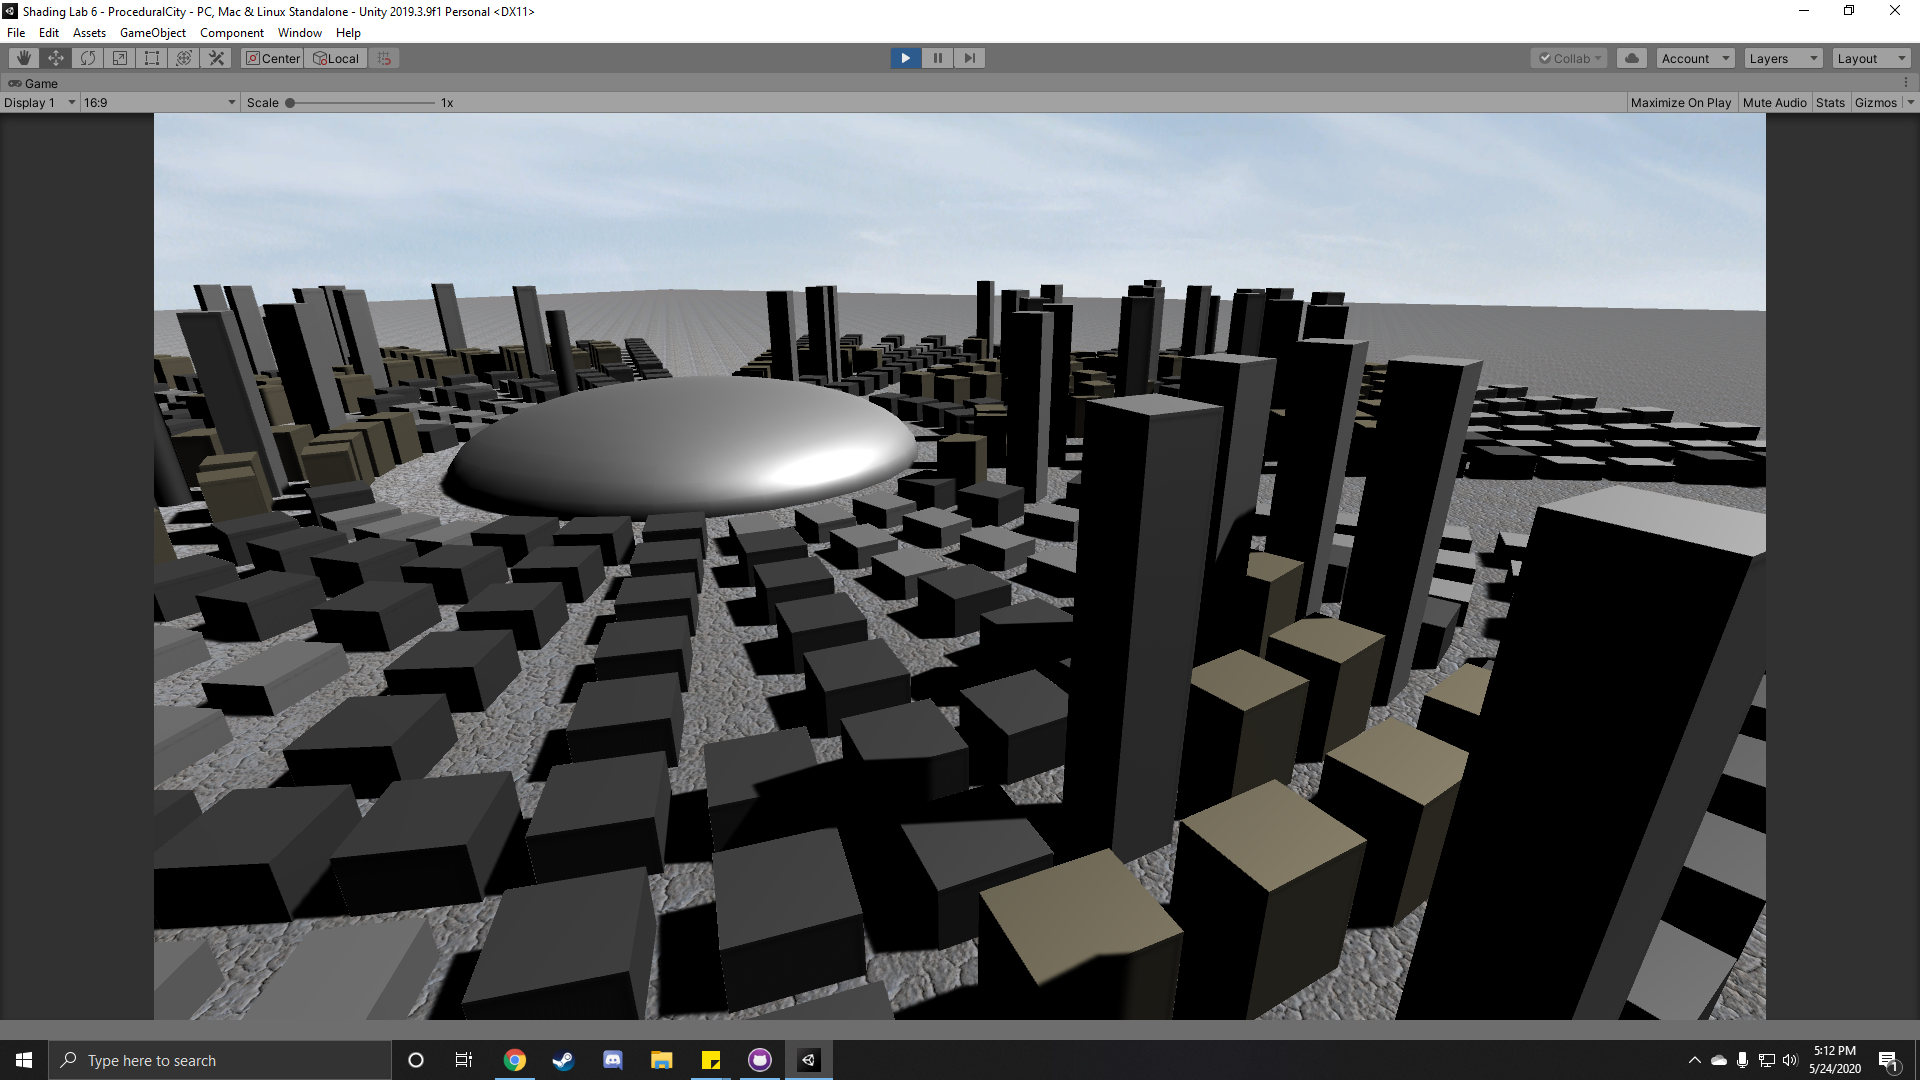 Shading Lab 6 - ProceduralCity - PC, Mac & Linux Standalone - Unity 2019.3.9f1 Personal <DX11>
File Edit Assets GameObject Component Window Help
Center Local Collab Account Layers Layout
Game
Display 1 16:9 Scale 1x Maximize On Play Mute Audio Stats Gizmos
Type here to search
5:12 PM
5/24/2020
1